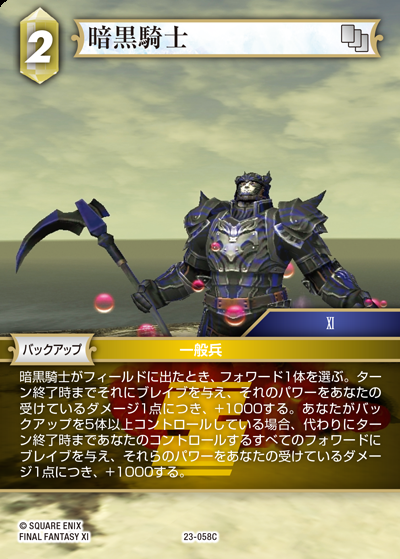 2
暗黒騎士
XI
バックアップ
一般兵
暗黒騎士がフィールドに出たとき、フォワード1体を選ぶ。ター
ン終了時までそれにブレイブを与え、それのパワーをあなたの
受けているダメージ1点につき、+1000する。あなたがバッ
クアップを5体以上コントロールしている場合、代わりにター
ン終了時まであなたのコントロールするすべてのフォワードに
ブレイブを与え、それらのパワーをあなたの受けているダメー
ジ1点につき、+1000する。
© SQUARE ENIX
FINAL FANTASY XI
23-058C